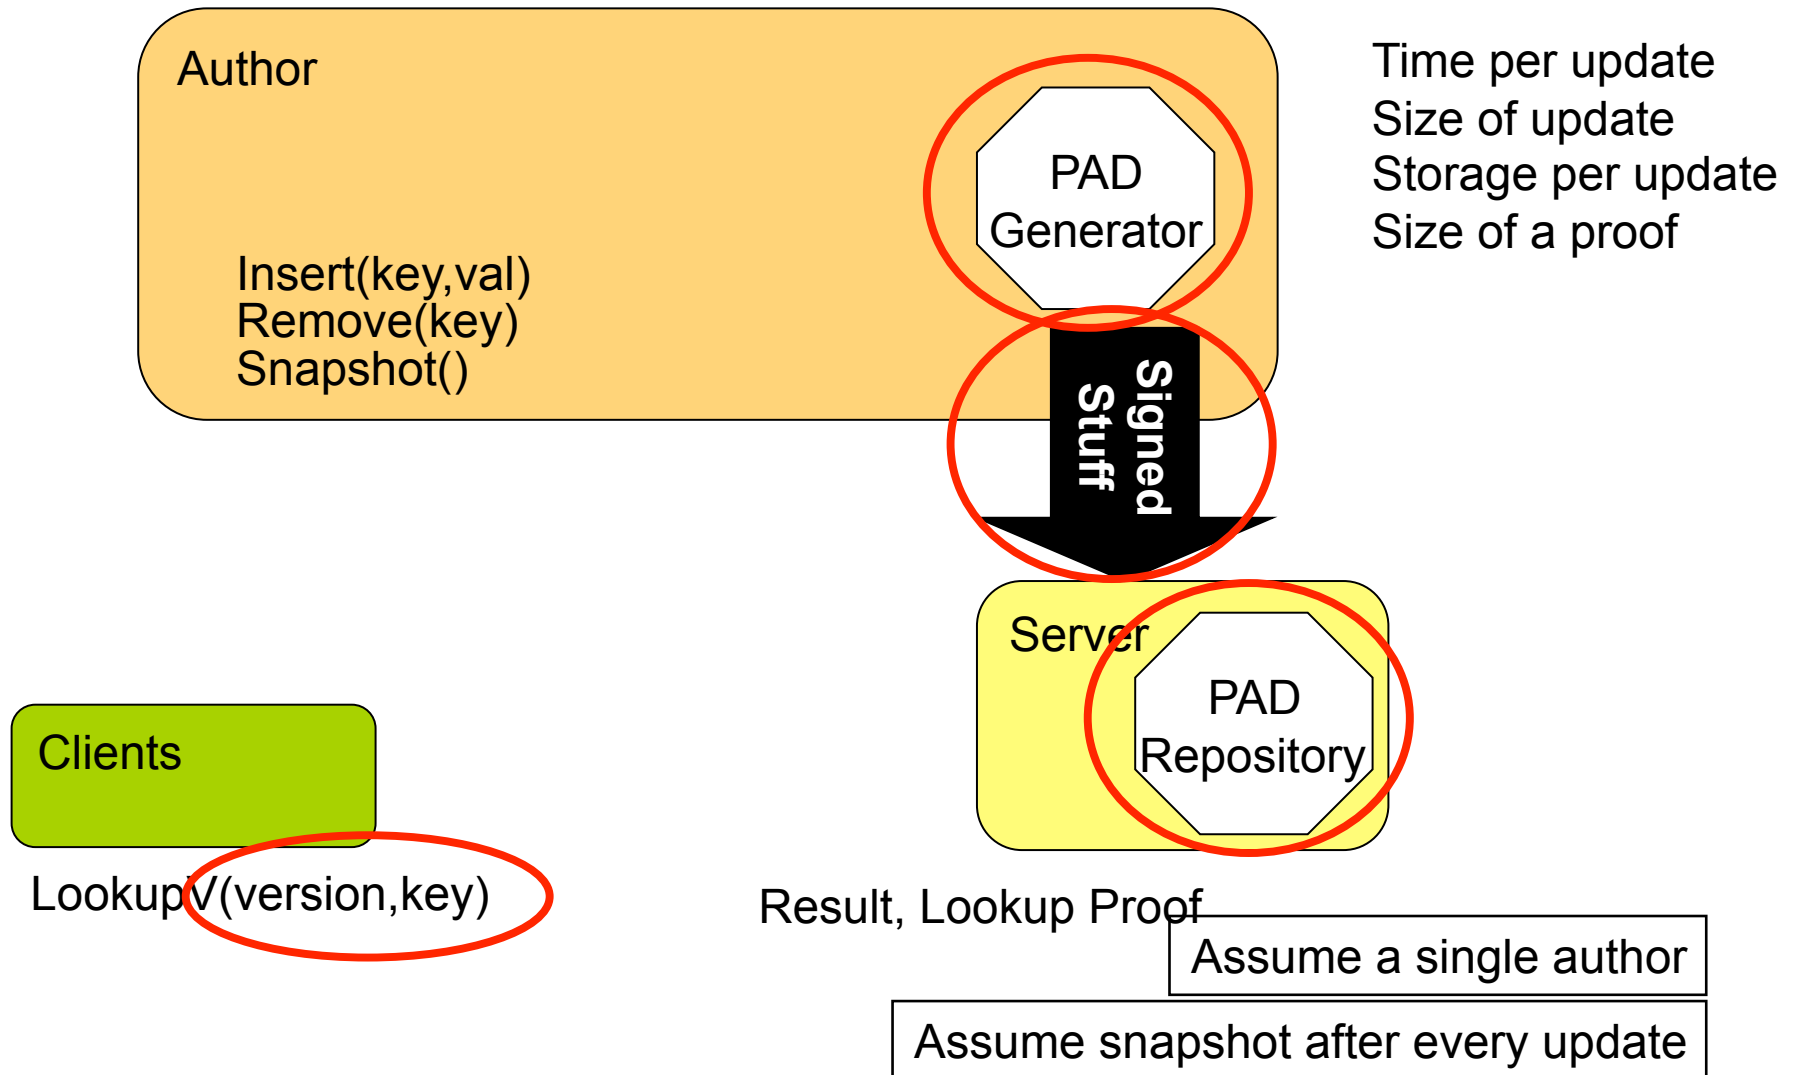 Author
PAD
Generator
Insert(key,val)
Remove(key)
Snapshot()
Time per update
Size of update
Storage per update
Size of a proof
Signed
Stuff
Server
PAD
Repository
Clients
LookupV(version,key)
Result, Lookup Proof
Assume a single author
Assume snapshot after every update